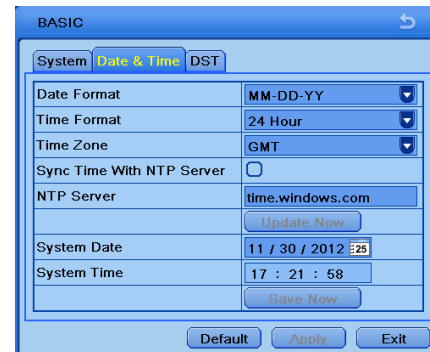 BASIC
System Date & Time DST
Date Format MM-DD-YY
Time Format 24 Hour
Time Zone GMT
Sync Time With NTP Server
NTP Server time.windows.com
Update Now
System Date 11 / 30 / 2012 25
System Time 17 : 21 : 58
Save Now
Default Apply Exit